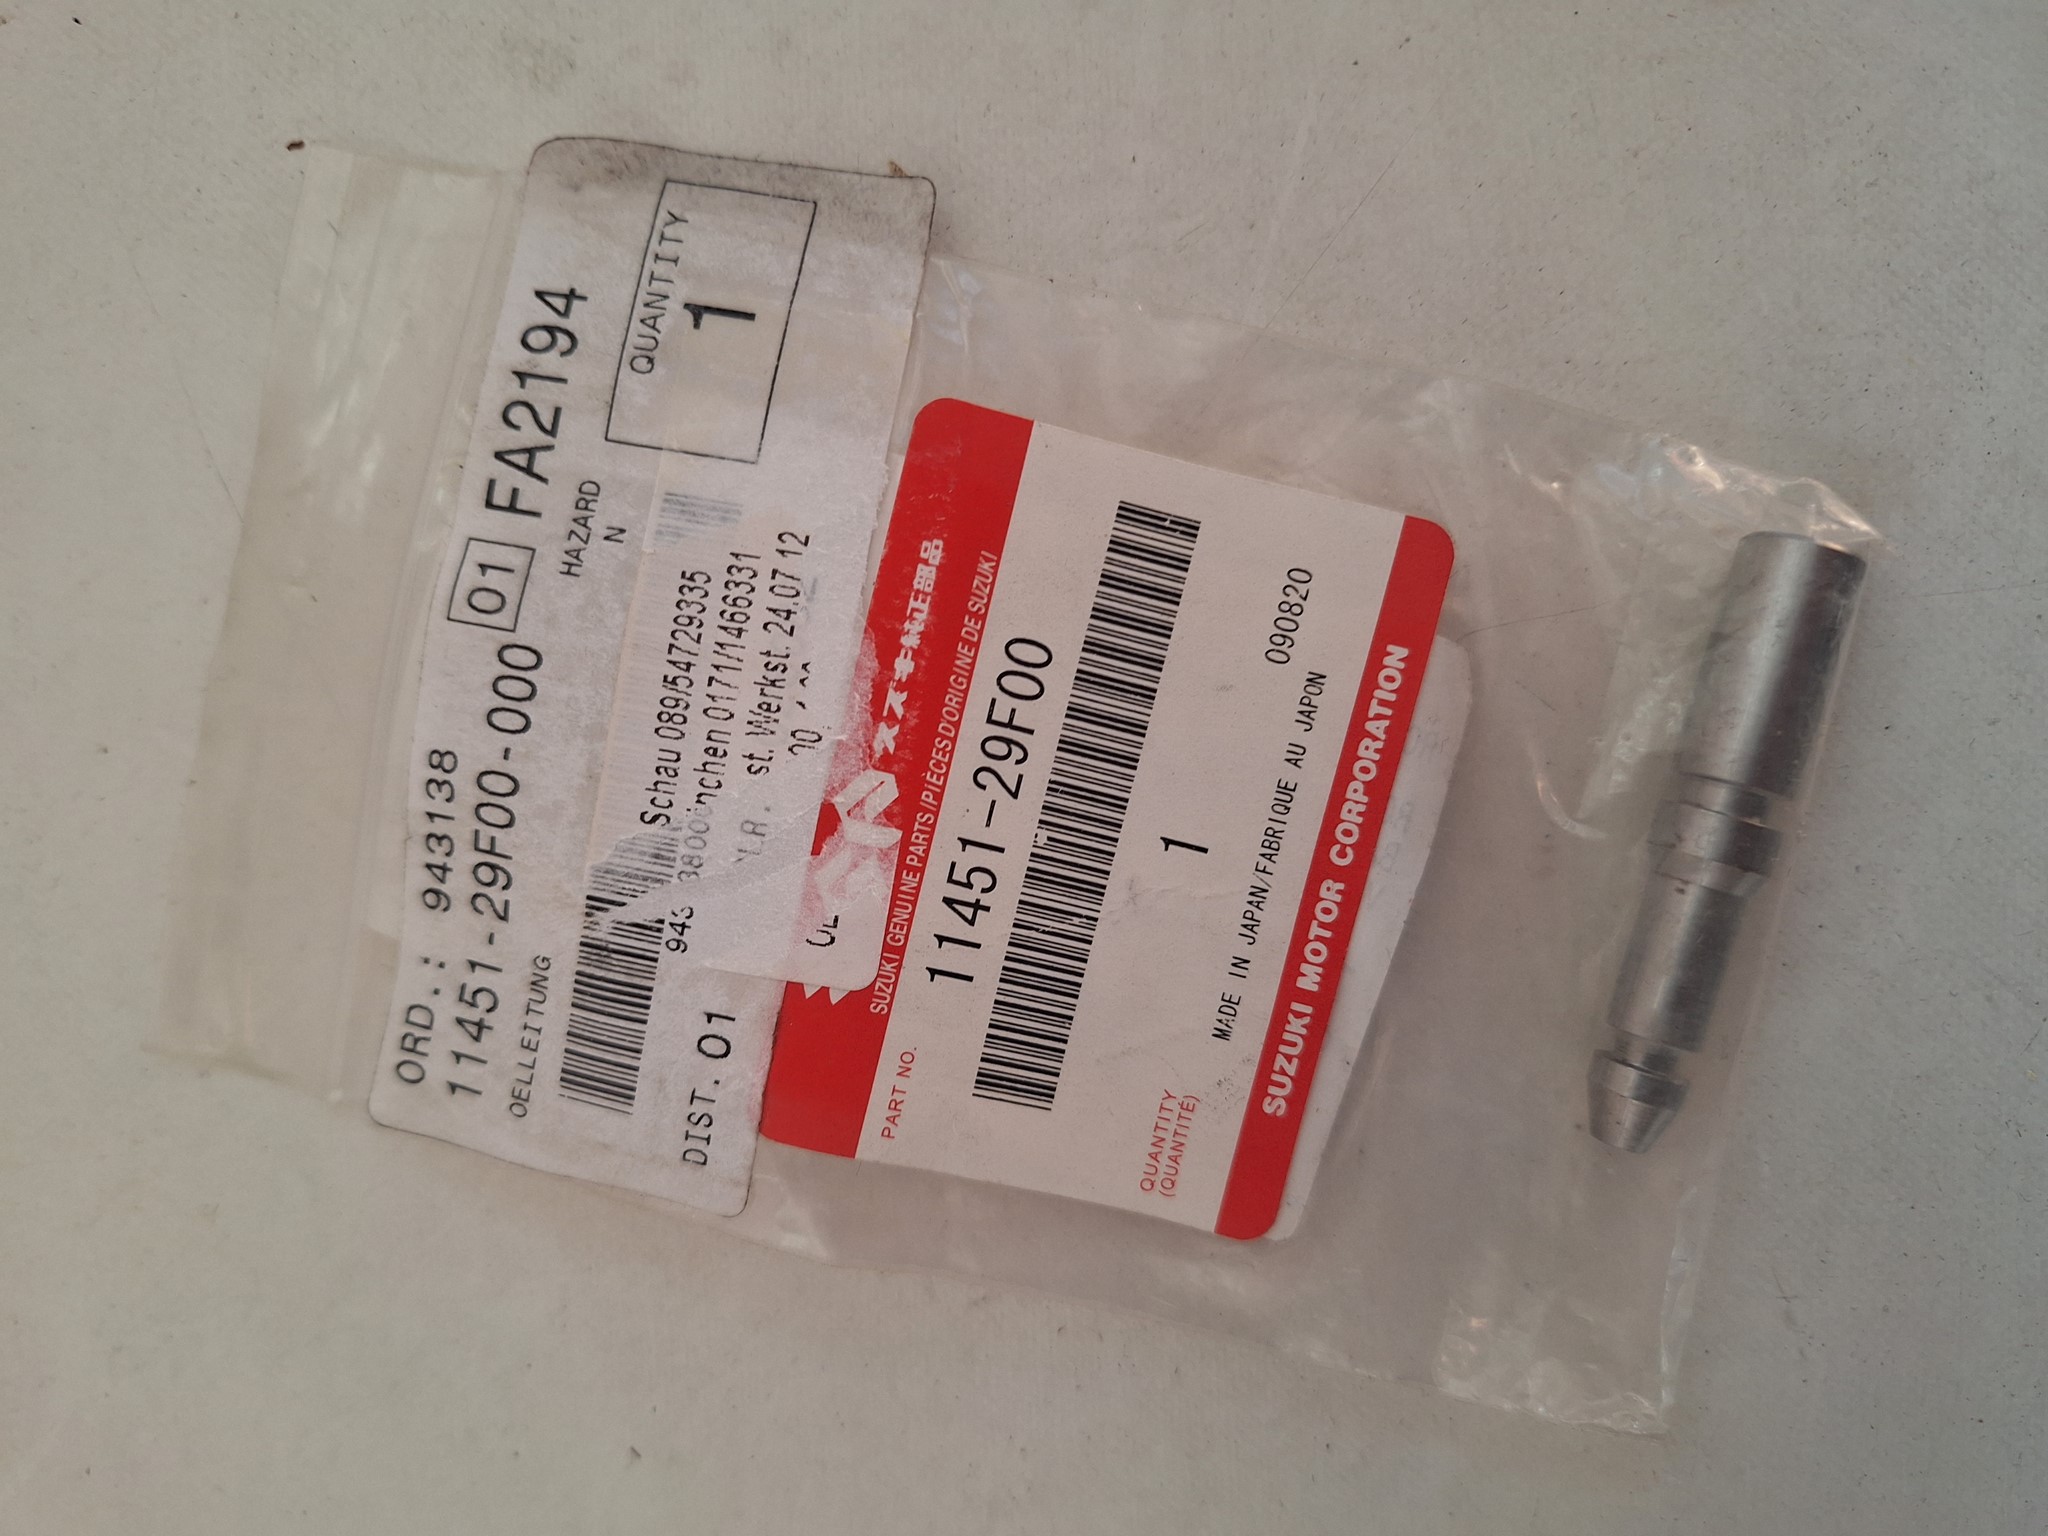 ORD.: 943138
11451-29F00-000 01 FA2194
OELLEITUNG
HAZARD
N
QUANTITY
1
Schau 089/54729335
nchen 0171/1466331
st. Werkst. 24.07 12
DIST. 01
スズキ純正部品
SUZUKI GENUINE PARTS/PIÈCES D'ORIGINE DE SUZUKI
PART NO.
11451-29F00
QUANTITY
(QUANTITÉ)
1
090820
MADE IN JAPAN/FABRIQUE AU JAPON
SUZUKI MOTOR CORPORATION